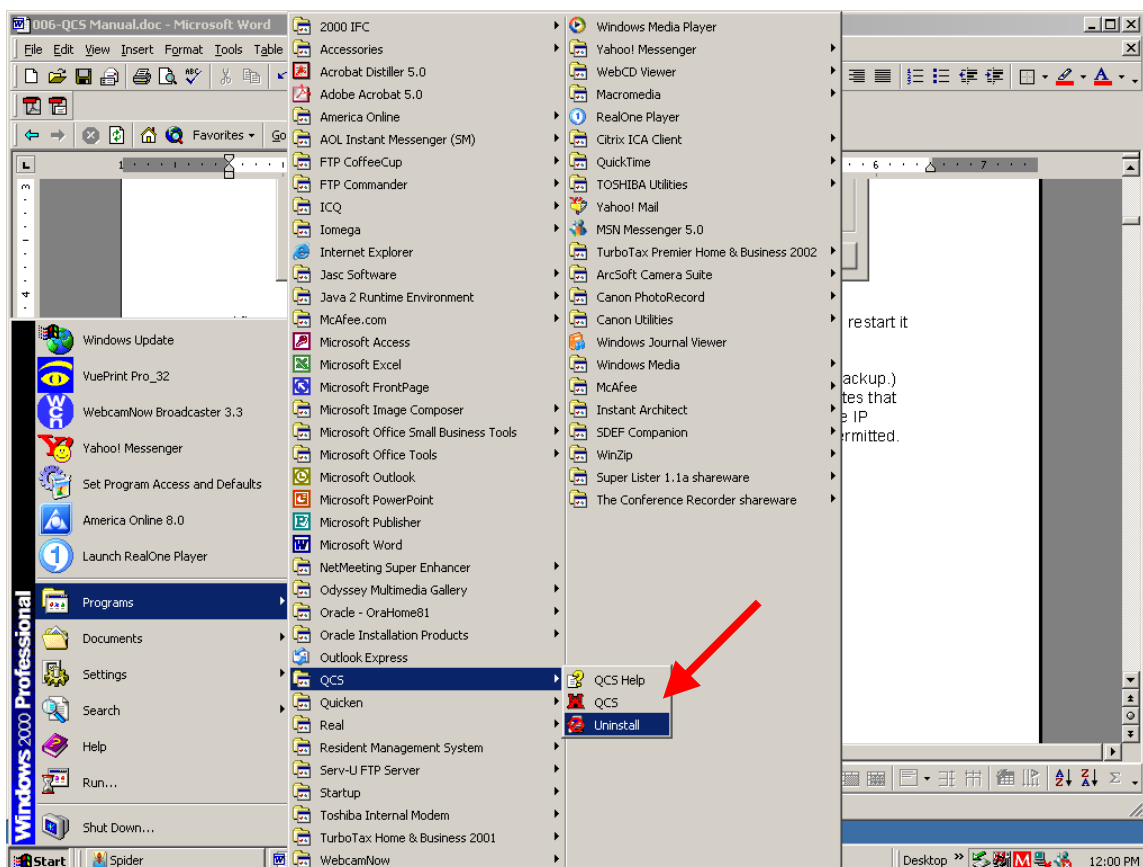 006-QCS Manual.doc - Microsoft Word
File Edit View Insert Format Tools Table
Favorites Go
1
6 7
3
4
restart it
ackup.)
tes that
e IP
ermitted.
Windows 2000 Professional
Windows Update
VuePrint Pro_32
WebcamNow Broadcaster 3.3
Yahoo! Messenger
Set Program Access and Defaults
America Online 8.0
Launch RealOne Player
Programs
Documents
Settings
Search
Help
Run...
Shut Down...
2000 IFC
Accessories
Acrobat Distiller 5.0
Adobe Acrobat 5.0
America Online
AOL Instant Messenger (SM)
FTP CoffeeCup
FTP Commander
ICQ
Iomega
Internet Explorer
Jasc Software
Java 2 Runtime Environment
McAfee.com
Microsoft Access
Microsoft Excel
Microsoft FrontPage
Microsoft Image Composer
Microsoft Office Small Business Tools
Microsoft Office Tools
Microsoft Outlook
Microsoft PowerPoint
Microsoft Publisher
Microsoft Word
NetMeeting Super Enhancer
Odyssey Multimedia Gallery
Oracle - OraHome81
Oracle Installation Products
Outlook Express
QCS
Quicken
Real
Resident Management System
Serv-U FTP Server
Startup
Toshiba Internal Modem
TurboTax Home & Business 2001
WebcamNow
Windows Media Player
Yahoo! Messenger
WebCD Viewer
Macromedia
RealOne Player
Citrix ICA Client
QuickTime
TOSHIBA Utilities
Yahoo! Mail
MSN Messenger 5.0
TurboTax Premier Home & Business 2002
ArcSoft Camera Suite
Canon PhotoRecord
Canon Utilities
Windows Journal Viewer
Windows Media
McAfee
Instant Architect
SDEF Companion
WinZip
Super Lister 1.1a shareware
The Conference Recorder shareware
QCS Help
QCS
Uninstall
Start
Spider
Desktop »
12:00 PM